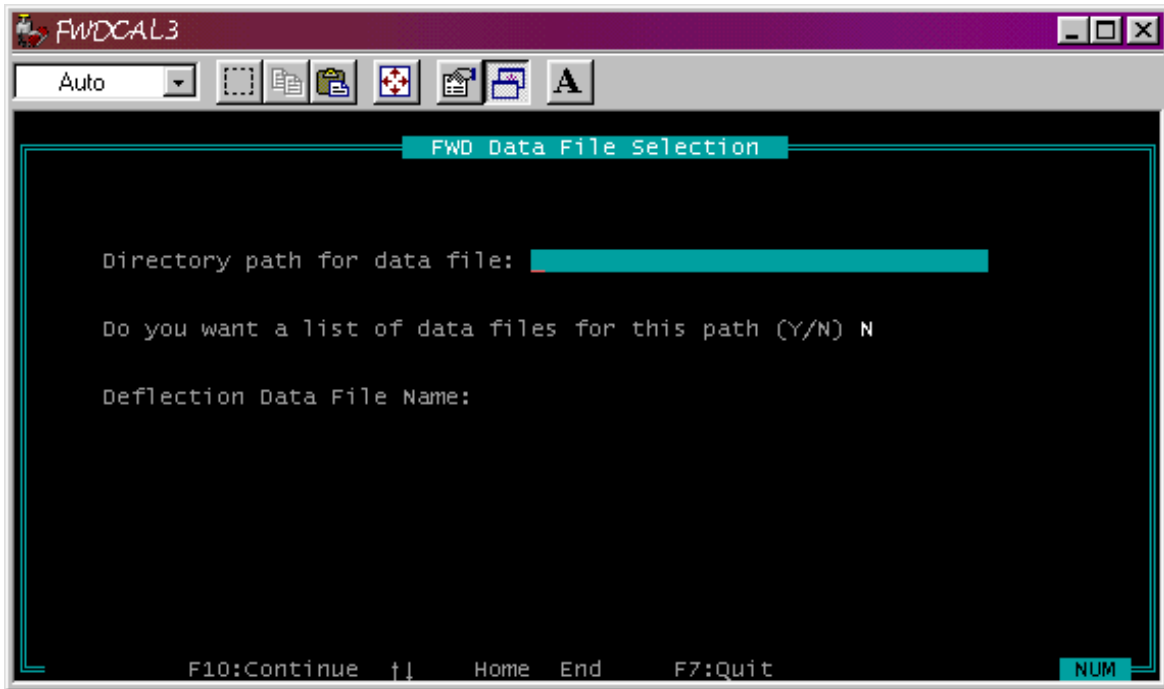 FWDCAL3
Auto A
FWD Data File Selection
Directory path for data file:
Do you want a list of data files for this path (Y/N) N
Deflection Data File Name:
F10:Continue ↑↓ Home End F7:Quit NUM